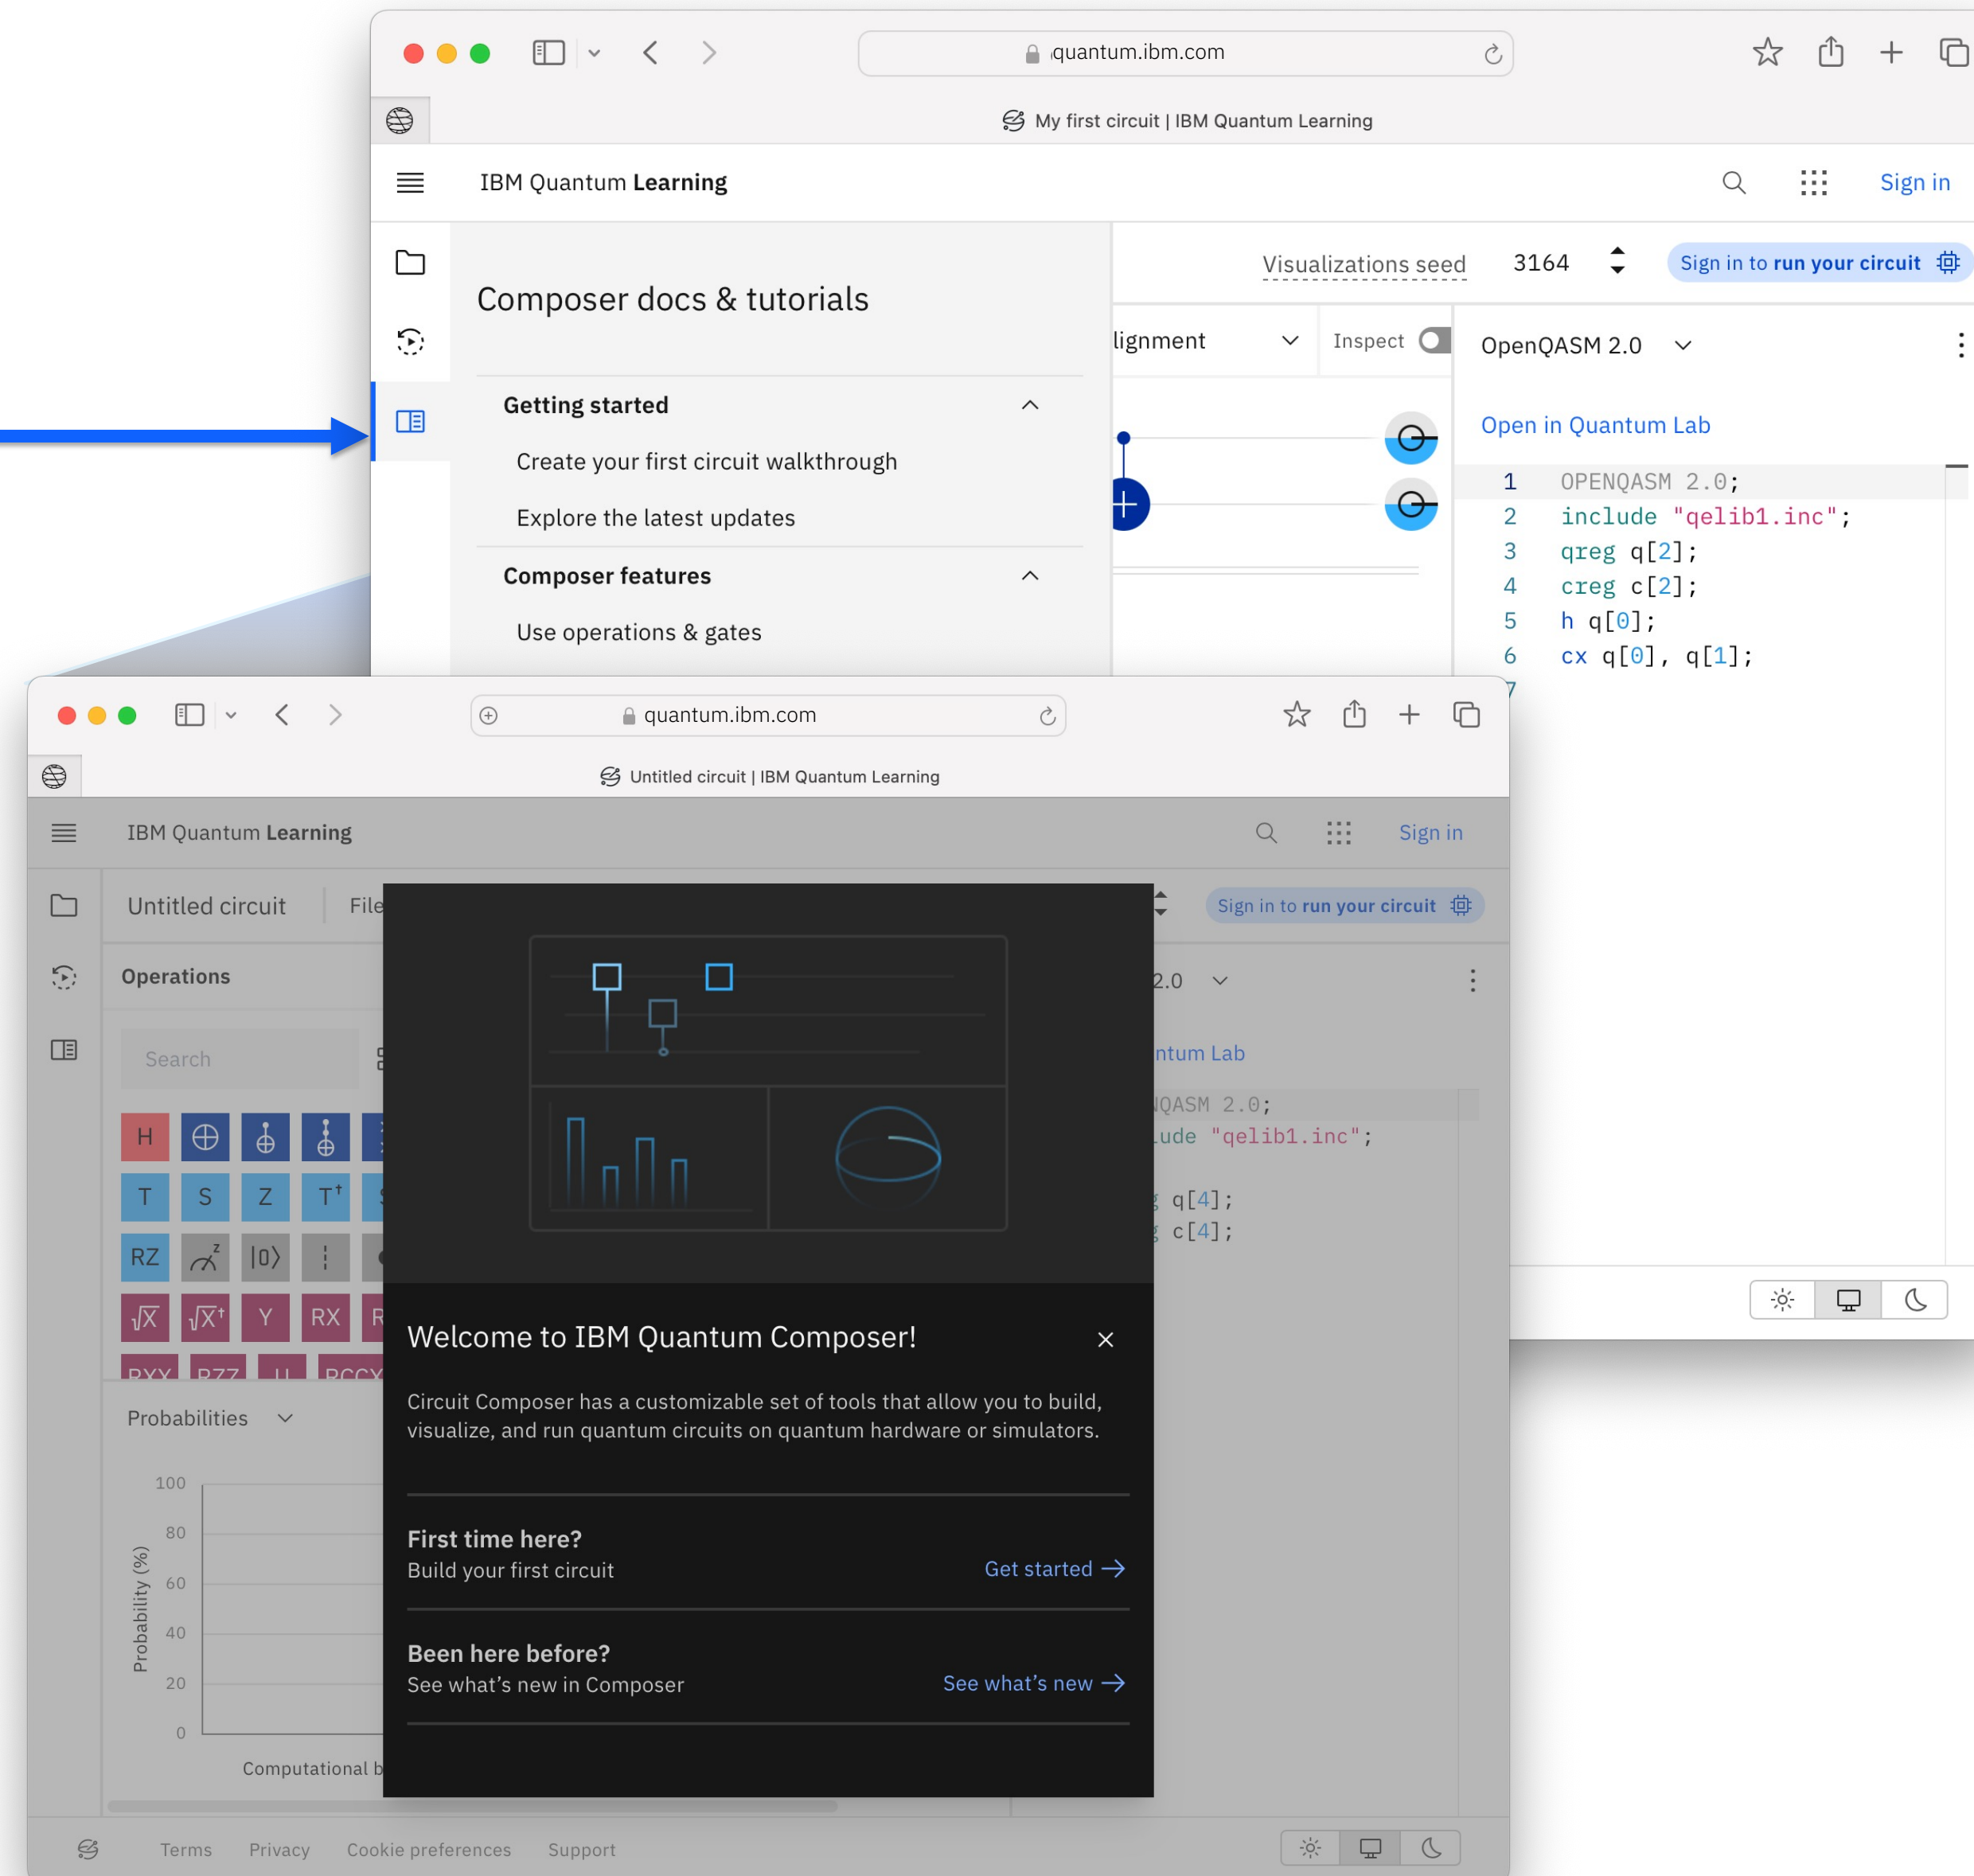 quantum.ibm.com
My first circuit | IBM Quantum Learning
IBM Quantum Learning
Sign in
Visualizations seed 3164
Sign in to run your circuit
Composer docs & tutorials
lignment
Inspect
OpenQASM 2.0
Getting started
Create your first circuit walkthrough
Explore the latest updates
Composer features
Use operations & gates
Open in Quantum Lab
1 OPENQASM 2.0;
2 include "qelib1.inc";
3 qreg q[2];
4 creg c[2];
5 h q[0];
6 cx q[0], q[1];
7
quantum.ibm.com
Untitled circuit | IBM Quantum Learning
IBM Quantum Learning
Sign in
Untitled circuit
File
Sign in to run your circuit
Operations
2.0
Search
ntum Lab
H
T S Z T† S
RZ z |0⟩
√X √X† Y RX R
RXX RZZ U RCCX
QASM 2.0;
lude "qelib1.inc";
g q[4];
g c[4];
Welcome to IBM Quantum Composer!
Circuit Composer has a customizable set of tools that allow you to build,
visualize, and run quantum circuits on quantum hardware or simulators.
First time here?
Build your first circuit
Get started →
Been here before?
See what's new in Composer
See what's new →
Probabilities
Probability (%)
100
80
60
40
20
0
Computational b
Terms Privacy Cookie preferences Support